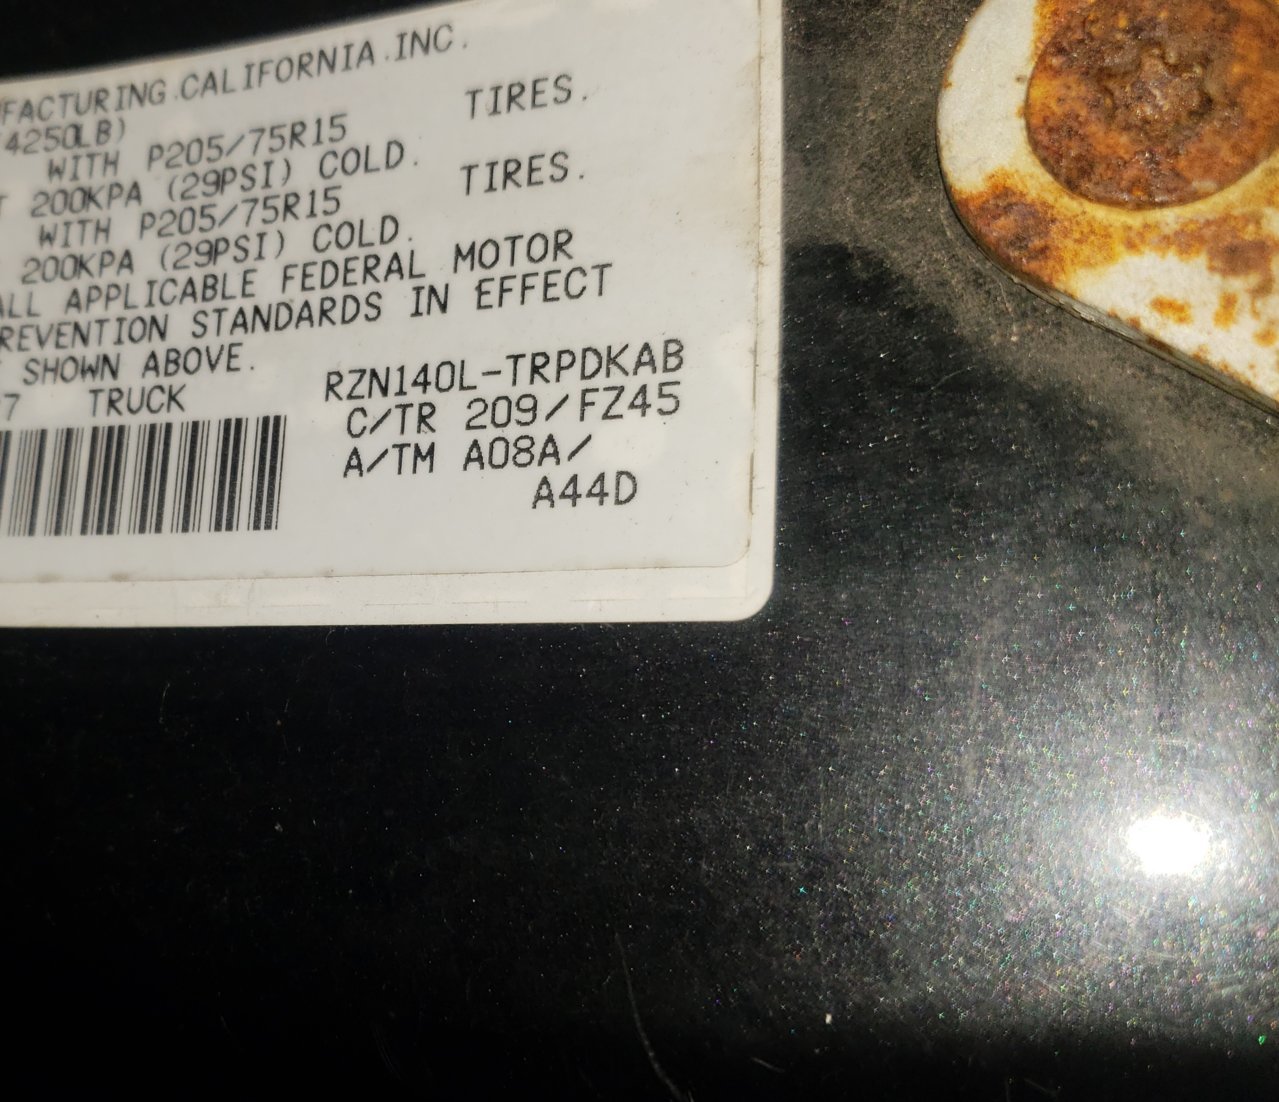 FACTURING.CALIFORNIA.INC.
4250LB)
WITH P205/75R15 TIRES.
200KPA (29PSI) COLD.
WITH P205/75R15 TIRES.
200KPA (29PSI) COLD.
ALL APPLICABLE FEDERAL MOTOR
REVENTION STANDARDS IN EFFECT
SHOWN ABOVE.
7 TRUCK
RZN140L-TRPDKAB
C/TR 209/FZ45
A/TM A08A/
A44D